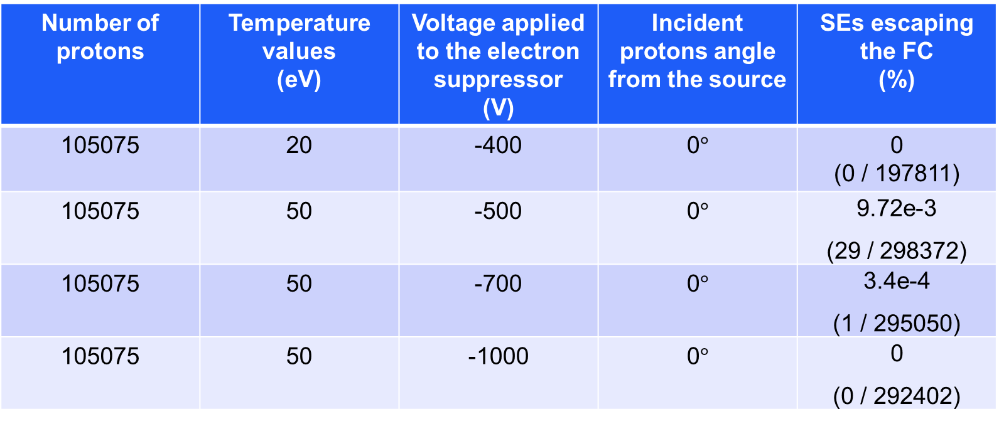 Number of
protons
Temperature
values
(eV)
Voltage applied
to the electron
suppressor
(V)
Incident
protons angle
from the source
SEs escaping
the FC
(%)
105075
20
-400
0°
0
(0 / 197811)
105075
50
-500
0°
9.72e-3
(29 / 298372)
105075
50
-700
0°
3.4e-4
(1 / 295050)
105075
50
-1000
0°
0
(0 / 292402)